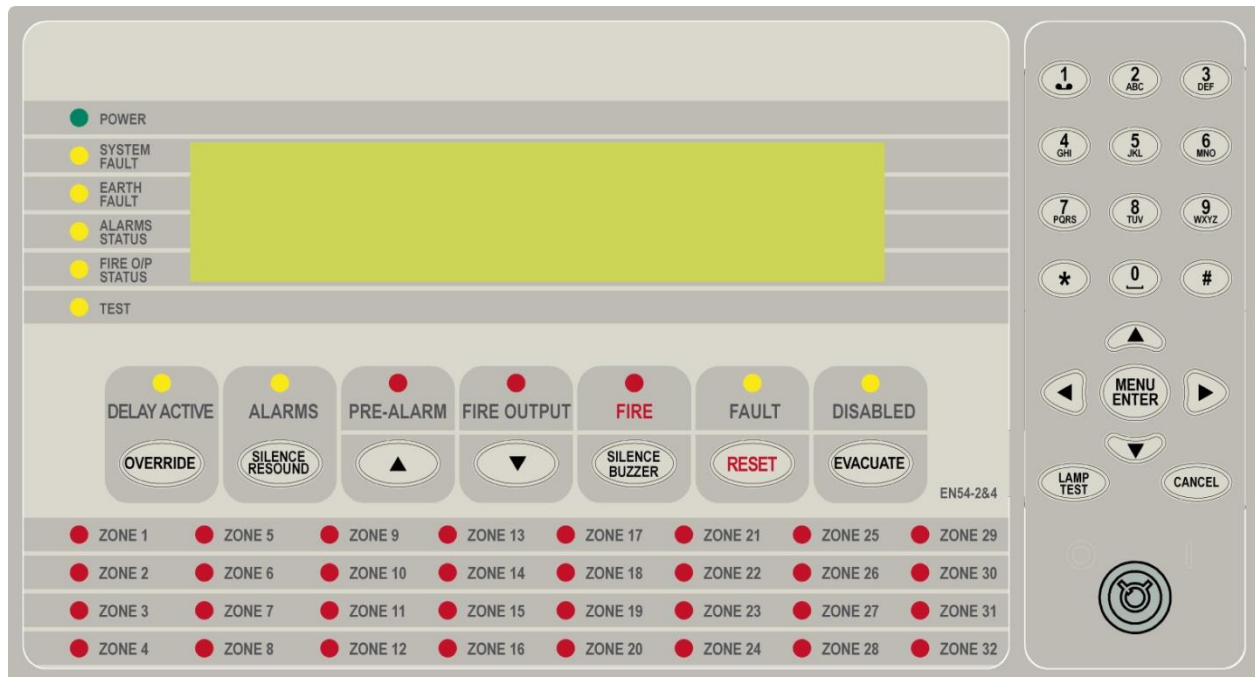 POWER
SYSTEM
FAULT
EARTH
FAULT
ALARMS
STATUS
FIRE O/P
STATUS
TEST
DELAY ACTIVE ALARMS PRE-ALARM FIRE OUTPUT FIRE FAULT DISABLED
OVERRIDE
SILENCE
RESOUND
SILENCE
BUZZER
RESET
EVACUATE
EN54-2&4
ZONE 1 ZONE 5 ZONE 9 ZONE 13 ZONE 17 ZONE 21 ZONE 25 ZONE 29
ZONE 2 ZONE 6 ZONE 10 ZONE 14 ZONE 18 ZONE 22 ZONE 26 ZONE 30
ZONE 3 ZONE 7 ZONE 11 ZONE 15 ZONE 19 ZONE 23 ZONE 27 ZONE 31
ZONE 4 ZONE 8 ZONE 12 ZONE 16 ZONE 20 ZONE 24 ZONE 28 ZONE 32
1 2 3
ABC DEF
4 5 6
GHI JKL MNO
7 8 9
PQRS TUV WXYZ
* 0 #
MENU
ENTER
LAMP
TEST
CANCEL